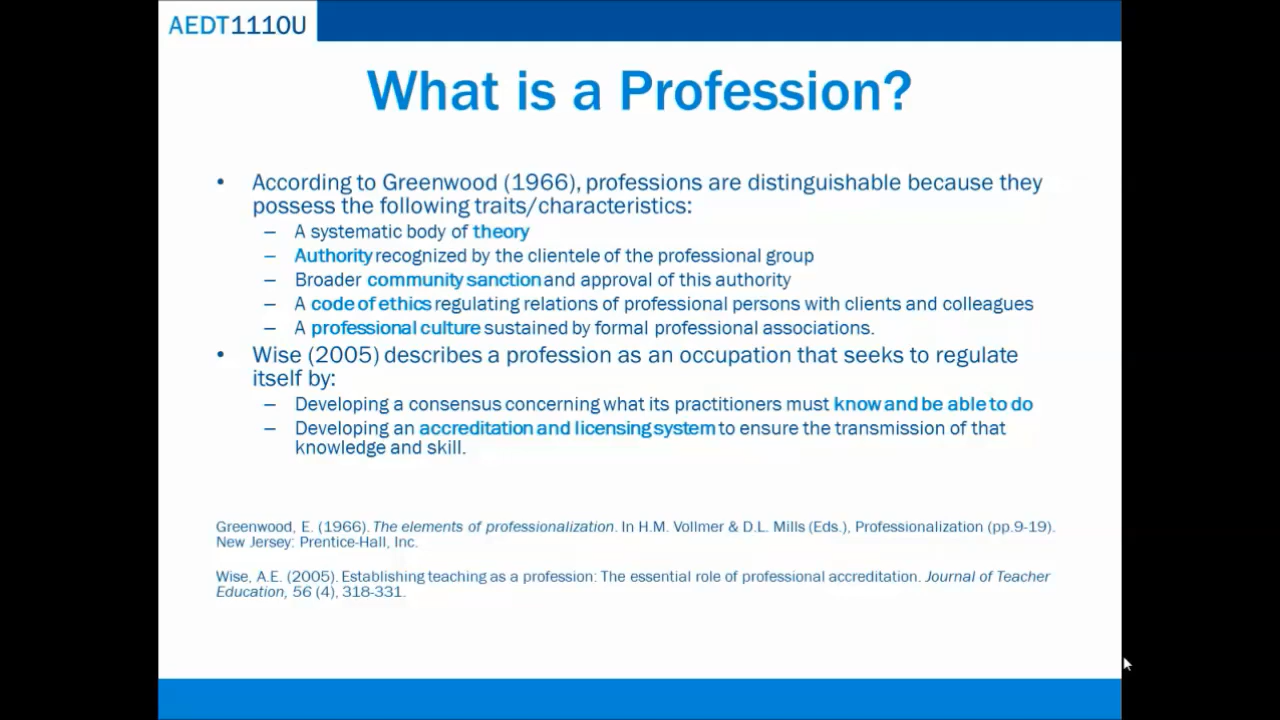 AEDT1110U
What is a Profession?
• According to Greenwood (1966), professions are distinguishable because they
possess the following traits/characteristics:
– A systematic body of theory
– Authority recognized by the clientele of the professional group
– Broader community sanction and approval of this authority
– A code of ethics regulating relations of professional persons with clients and colleagues
– A professional culture sustained by formal professional associations.
• Wise (2005) describes a profession as an occupation that seeks to regulate
itself by:
– Developing a consensus concerning what its practitioners must know and be able to do
– Developing an accreditation and licensing system to ensure the transmission of that
knowledge and skill.
Greenwood, E. (1966). The elements of professionalization. In H.M. Vollmer & D.L. Mills (Eds.), Professionalization (pp.9-19).
New Jersey: Prentice-Hall, Inc.
Wise, A.E. (2005). Establishing teaching as a profession: The essential role of professional accreditation. Journal of Teacher
Education, 56 (4), 318-331.